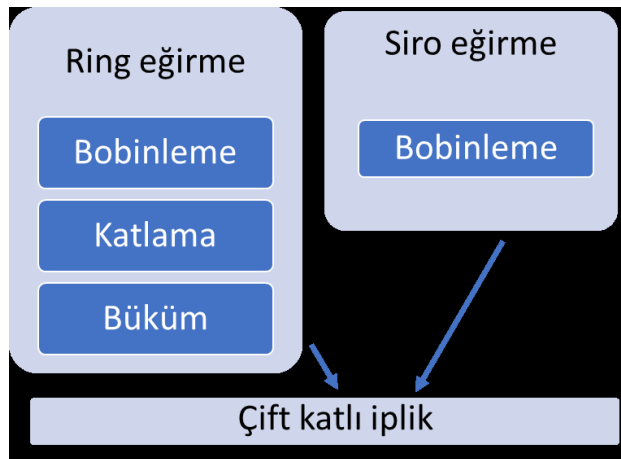 Ring eğirme
Bobinleme
Katlama
Büküm
Siro eğirme
Bobinleme
Çift katlı iplik